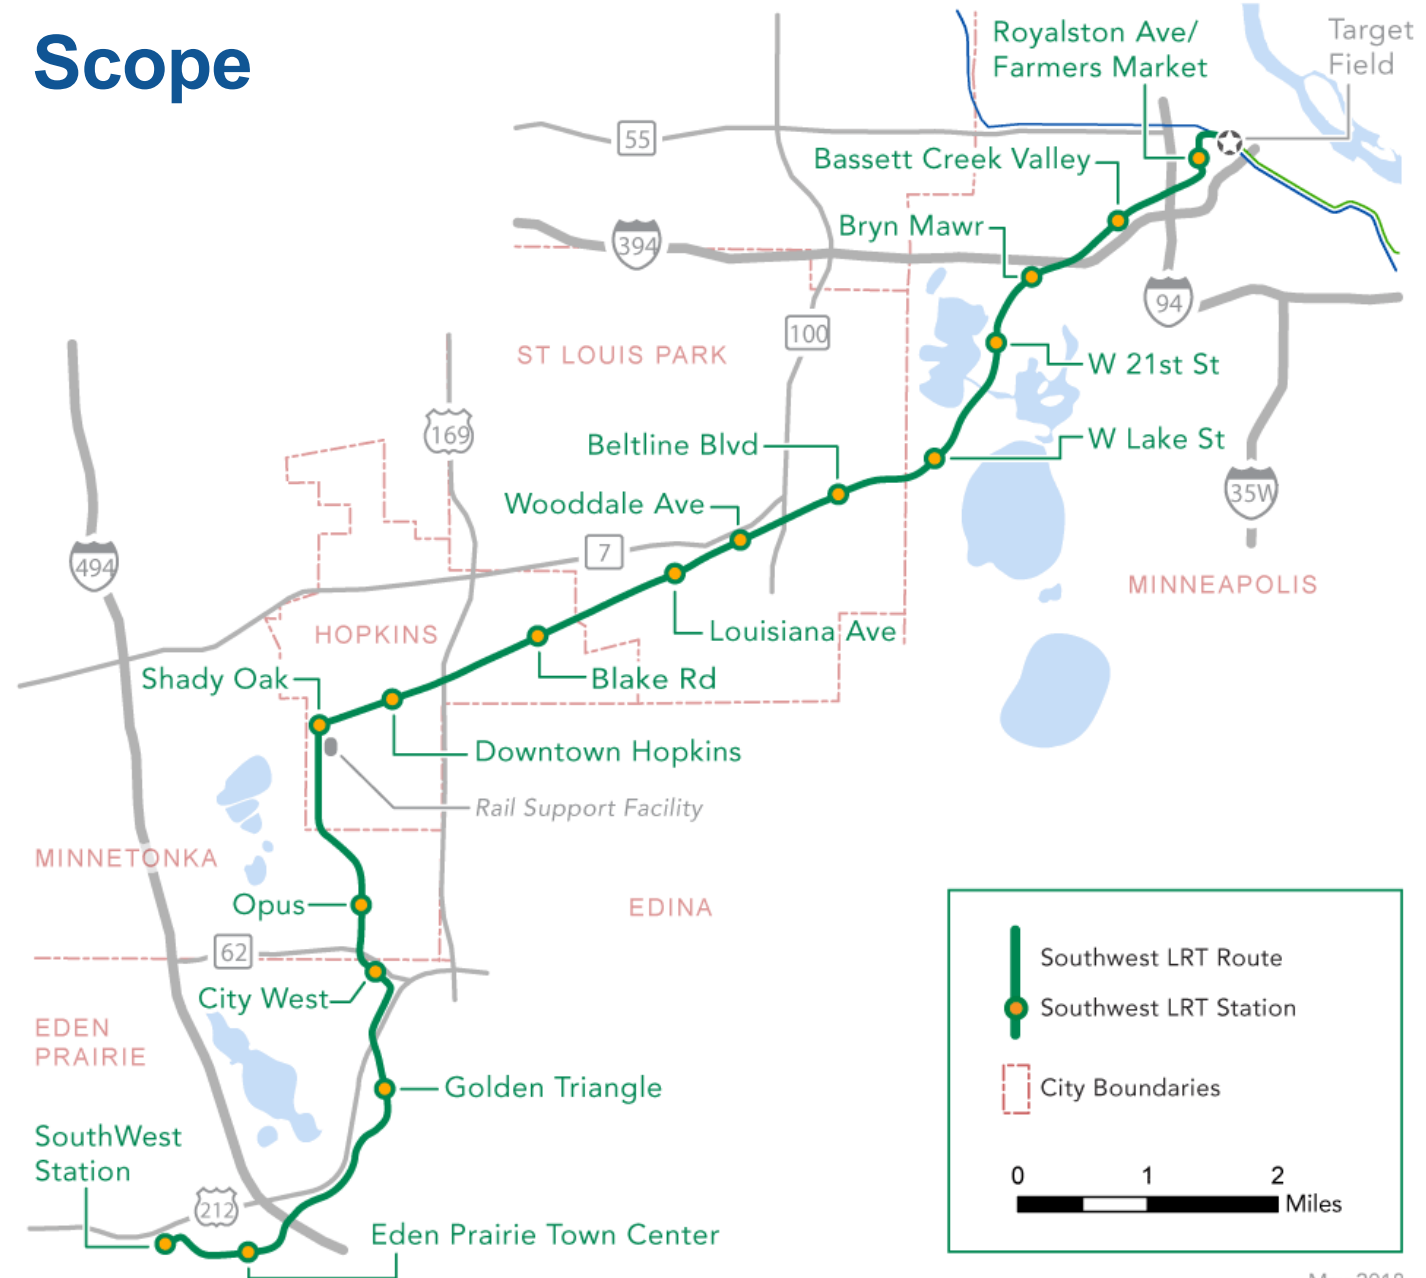 Scope
Royalston Ave/
Farmers Market
Target
Field
55
Bassett Creek Valley
Bryn Mawr
394
94
100
ST LOUIS PARK
W 21st St
169
Beltline Blvd
W Lake St
35W
Wooddale Ave
7
494
MINNEAPOLIS
HOPKINS
Louisiana Ave
Shady Oak
Blake Rd
Downtown Hopkins
Rail Support Facility
MINNETONKA
Opus
EDINA
62
City West
EDEN
PRAIRIE
Golden Triangle
SouthWest
Station
212
Eden Prairie Town Center
Southwest LRT Route
Southwest LRT Station
City Boundaries
0 1 2
Miles